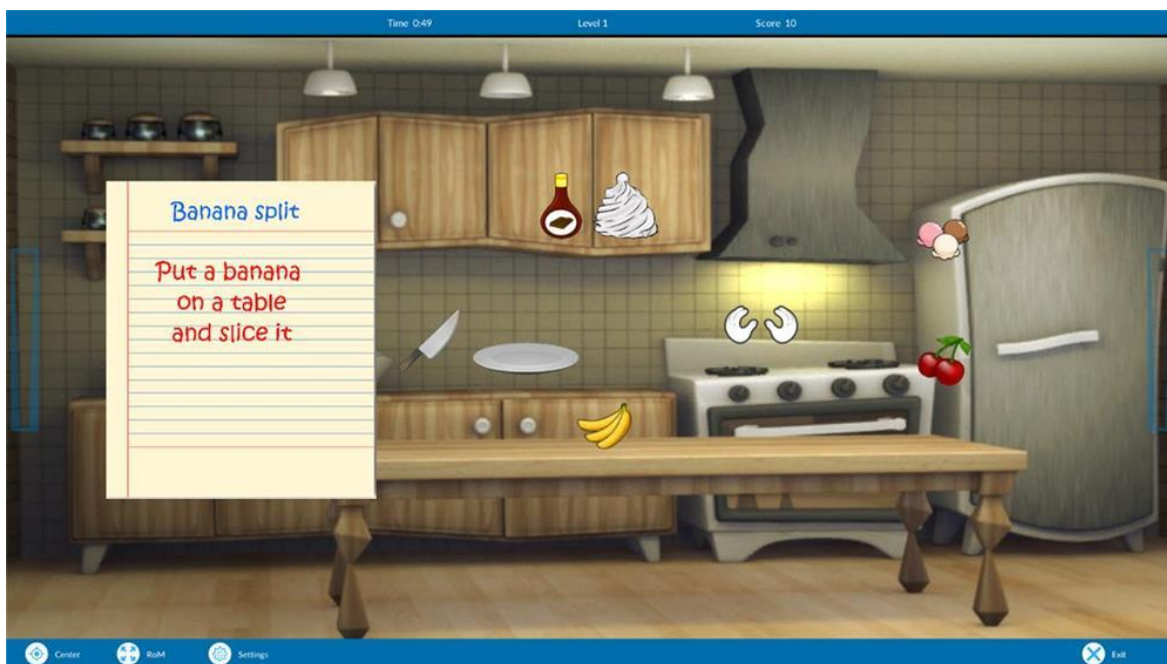 Time 0:49 Level 1 Score 10
Banana split
Put a banana
on a table
and slice it
Center RoM Settings Exit